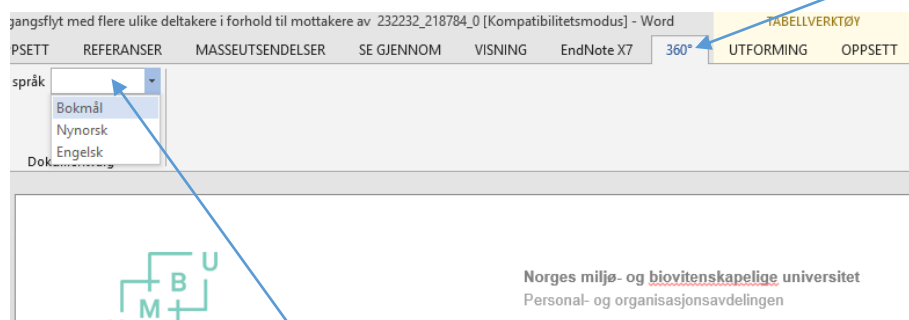 gangsflyt med flere ulike deltakere i forhold til mottakere av 232232_218784_0 [Kompatibilitetsmodus] - Word TABELLVERKTØY
PSETT REFERANSER MASSEUTSENDELSER SE GJENNOM VISNING EndNote X7 360° UTFORMING OPPSETT
språk
Bokmål
Nynorsk
Engelsk
U
B
M
Norges miljø- og biovitenskapelige universitet
Personal- og organisasjonsavdelingen